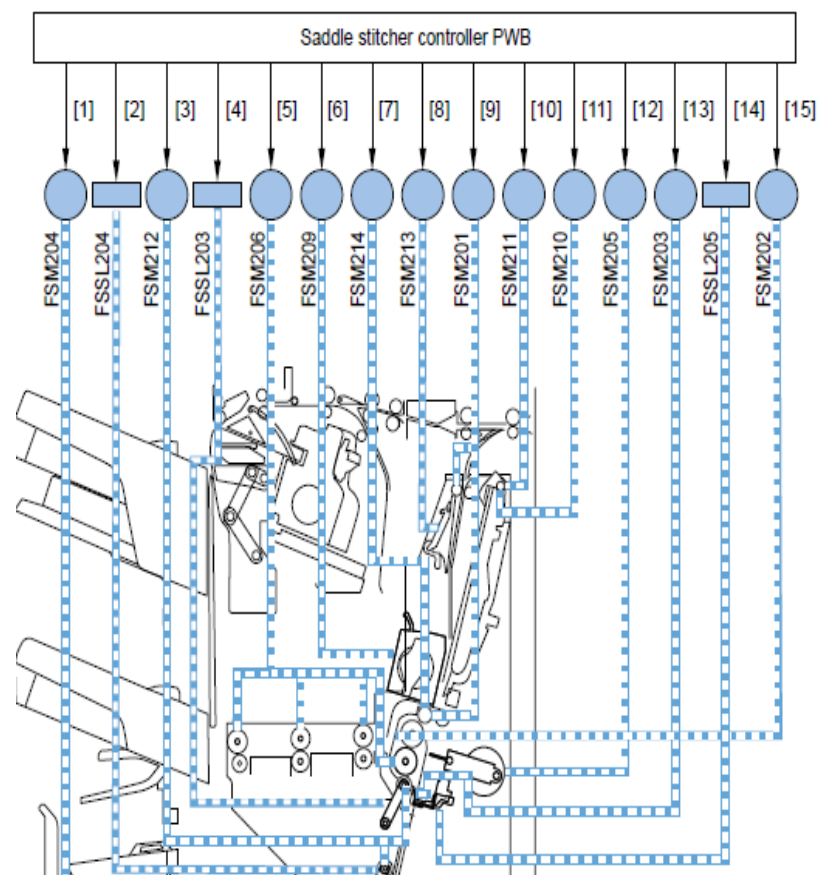 Saddle stitcher controller PWB
[1] [2] [3] [4] [5] [6] [7] [8] [9] [10] [11] [12] [13] [14] [15]
FSM204
FSSL204
FSM212
FSSL203
FSM206
FSM209
FSM214
FSM213
FSM201
FSM211
FSM210
FSM205
FSM203
FSSL205
FSM202